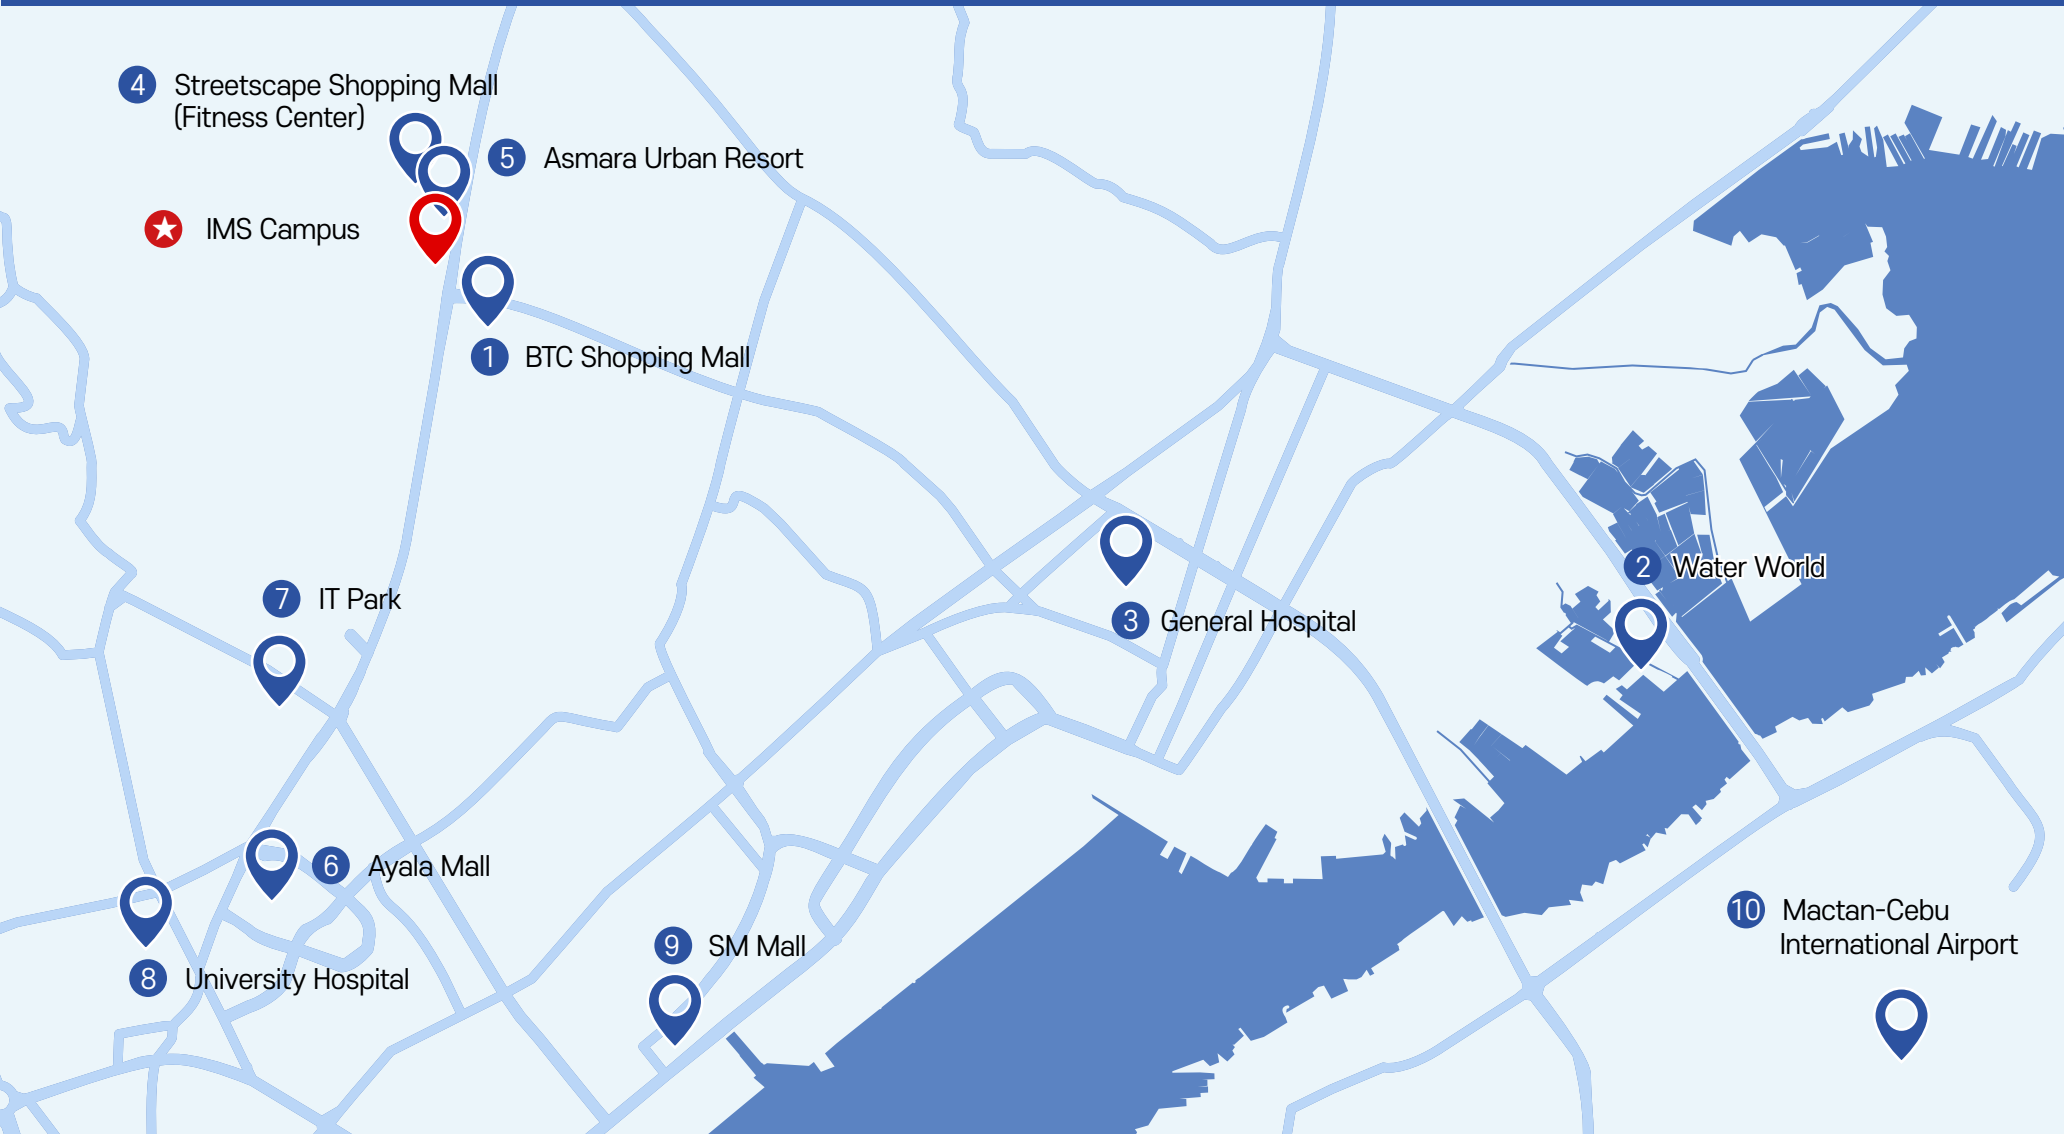 4 Streetscape Shopping Mall
(Fitness Center)
5 Asmara Urban Resort
IMS Campus
1 BTC Shopping Mall
2 Water World
7 IT Park
3 General Hospital
6 Ayala Mall
10 Mactan-Cebu
International Airport
9 SM Mall
8 University Hospital